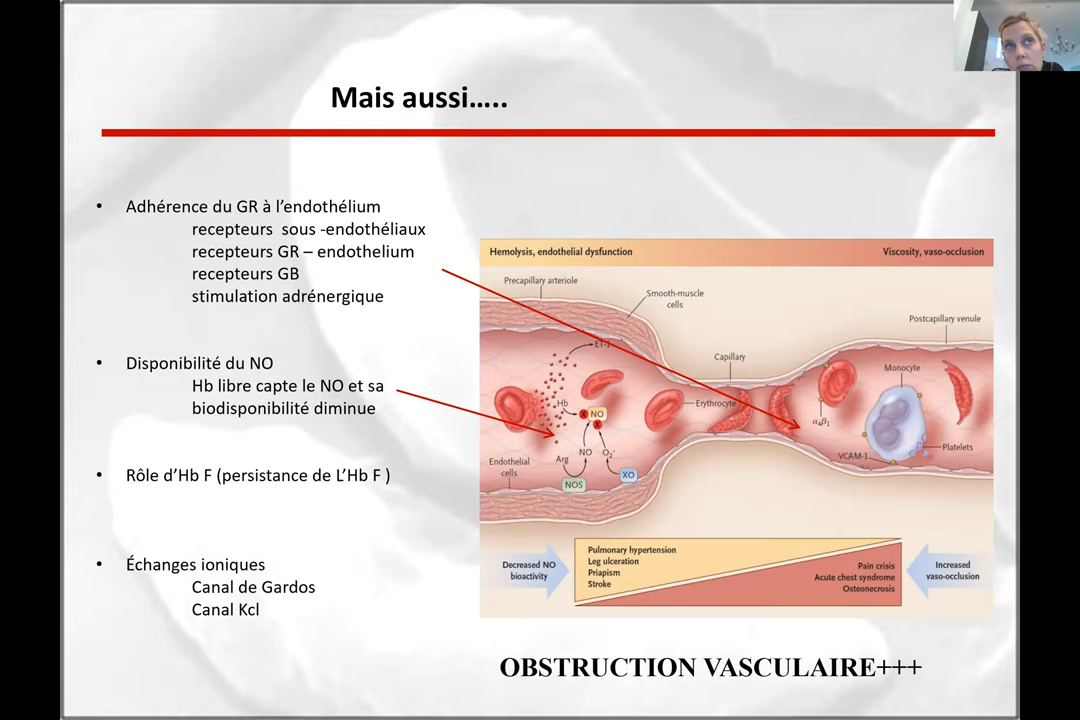 Mais aussi…..
• Adhérence du GR à l’endothélium
recepteurs sous -endothéliaux
recepteurs GR – endothelium
recepteurs GB
stimulation adrénergique
• Disponibilité du NO
Hb libre capte le NO et sa
biodisponibilité diminue
• Rôle d’Hb F (persistance de L’Hb F )
• Échanges ioniques
Canal de Gardos
Canal Kcl
Hemolysis, endothelial dysfunction
Viscosity, vaso-occlusion
Precapillary arteriole
Smooth-muscle
cells
Postcapillary venule
ET-1
Capillary
Monocyte
Hb
NO
Erythrocyte
α4β1
Platelets
VCAM-1
Arg
NO
O2-
Endothelial
cells
NOS
XO
Decreased NO
bioactivity
Pulmonary hypertension
Leg ulceration
Priapism
Stroke
Pain crisis
Acute chest syndrome
Osteonecrosis
Increased
vaso-occlusion
OBSTRUCTION VASCULAIRE+++